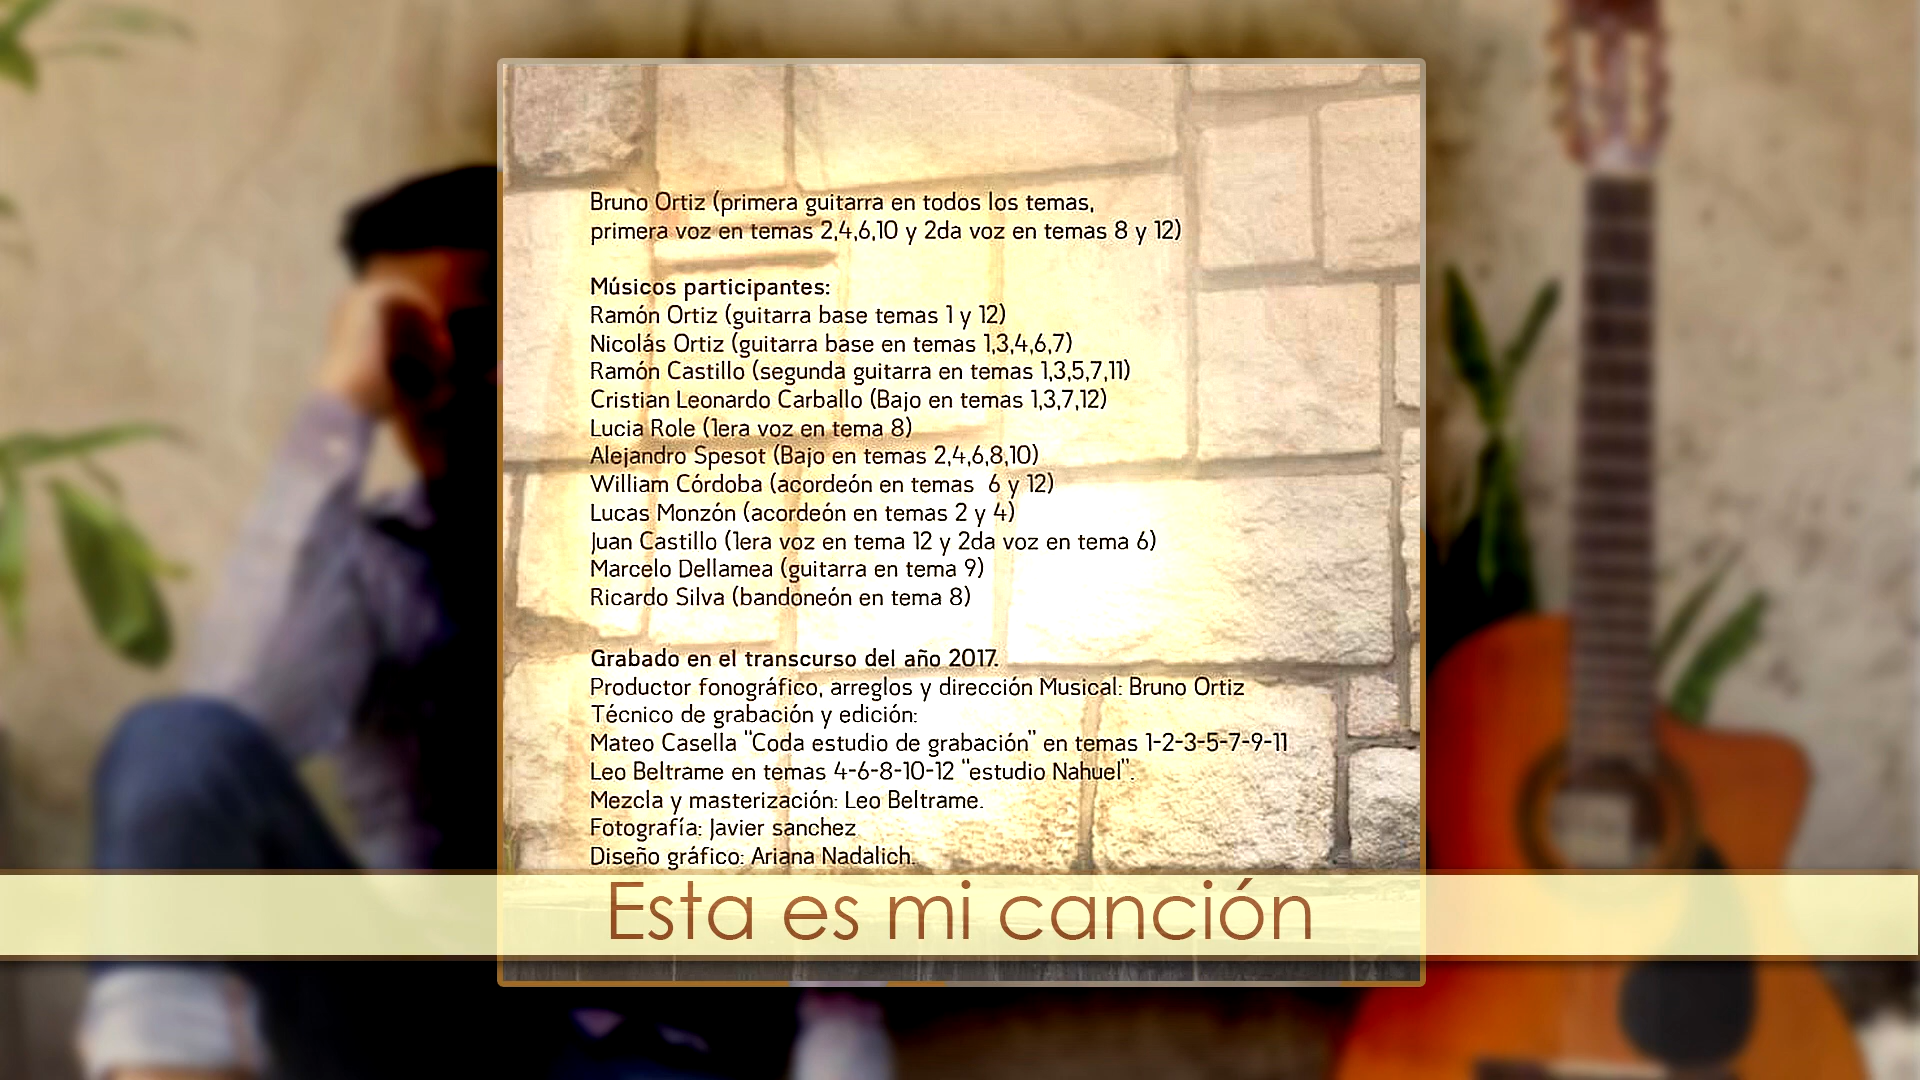 Bruno Ortiz (primera guitarra en todos los temas,
primera voz en temas 2,4,6,10 y 2da voz en temas 8 y 12)
Músicos participantes:
Ramón Ortiz (guitarra base temas 1 y 12)
Nicolás Ortiz (guitarra base en temas 1,3,4,6,7)
Ramón Castillo (segunda guitarra en temas 1,3,5,7,11)
Cristian Leonardo Carballo (Bajo en temas 1,3,7,12)
Lucia Role (1era voz en tema 8)
Alejandro Spesot (Bajo en temas 2,4,6,8,10)
William Córdoba (acordeón en temas  6 y 12)
Lucas Monzón (acordeón en temas 2 y 4)
Juan Castillo (1era voz en tema 12 y 2da voz en tema 6)
Marcelo Dellamea (guitarra en tema 9)
Ricardo Silva (bandoneón en tema 8)
Grabado en el transcurso del año 2017.
Productor fonográfico, arreglos y dirección Musical: Bruno Ortiz
Técnico de grabación y edición:
Mateo Casella "Coda estudio de grabación" en temas 1-2-3-5-7-9-11
Leo Beltrame en temas 4-6-8-10-12 "estudio Nahuel".
Mezcla y masterización: Leo Beltrame.
Fotografía: Javier sanchez
Diseño gráfico: Ariana Nadalich.
Esta es mi canción